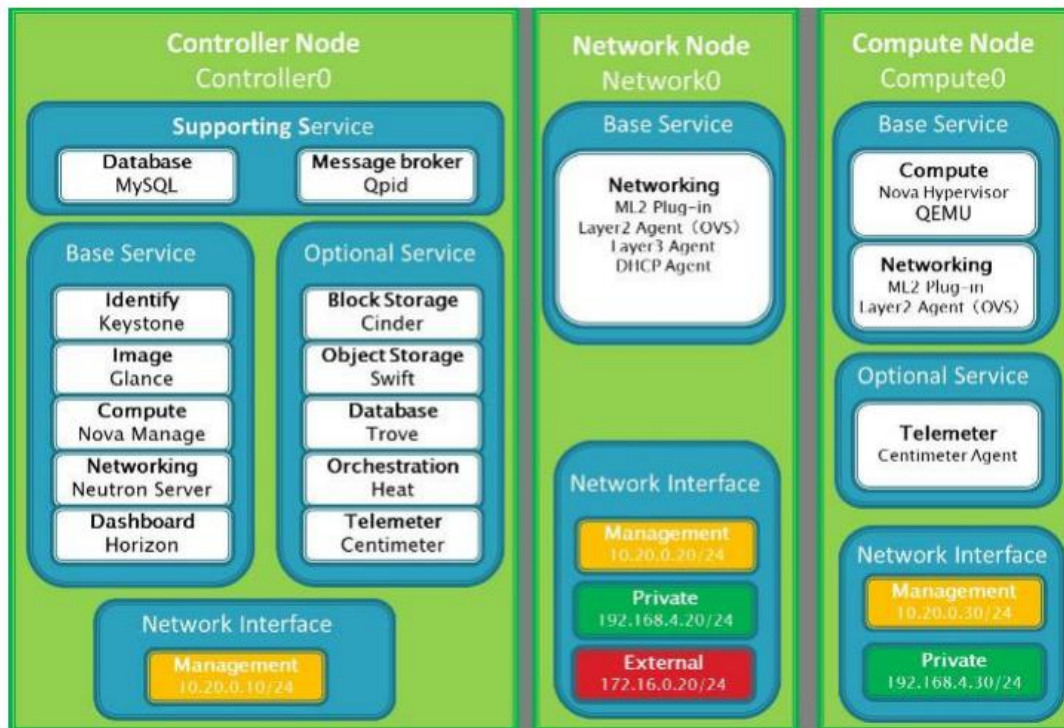 Controller Node
Controller0
Supporting Service
Database
MySQL
Message broker
Qpid
Base Service
Identify
Keystone
Image
Glance
Compute
Nova Manage
Networking
Neutron Server
Dashboard
Horizon
Optional Service
Block Storage
Cinder
Object Storage
Swift
Database
Trove
Orchestration
Heat
Telemeter
Centimeter
Network Interface
Management
10.20.0.10/24
Network Node
Network0
Base Service
Networking
ML2 Plug-in
Layer2 Agent（OVS）
Layer3 Agent
DHCP Agent
Network Interface
Management
10.20.0.20/24
Private
192.168.4.20/24
External
172.16.0.20/24
Compute Node
Compute0
Base Service
Compute
Nova Hypervisor
QEMU
Networking
ML2 Plug-in
Layer2 Agent（OVS）
Optional Service
Telemeter
Centimeter Agent
Network Interface
Management
10.20.0.30/24
Private
192.168.4.30/24